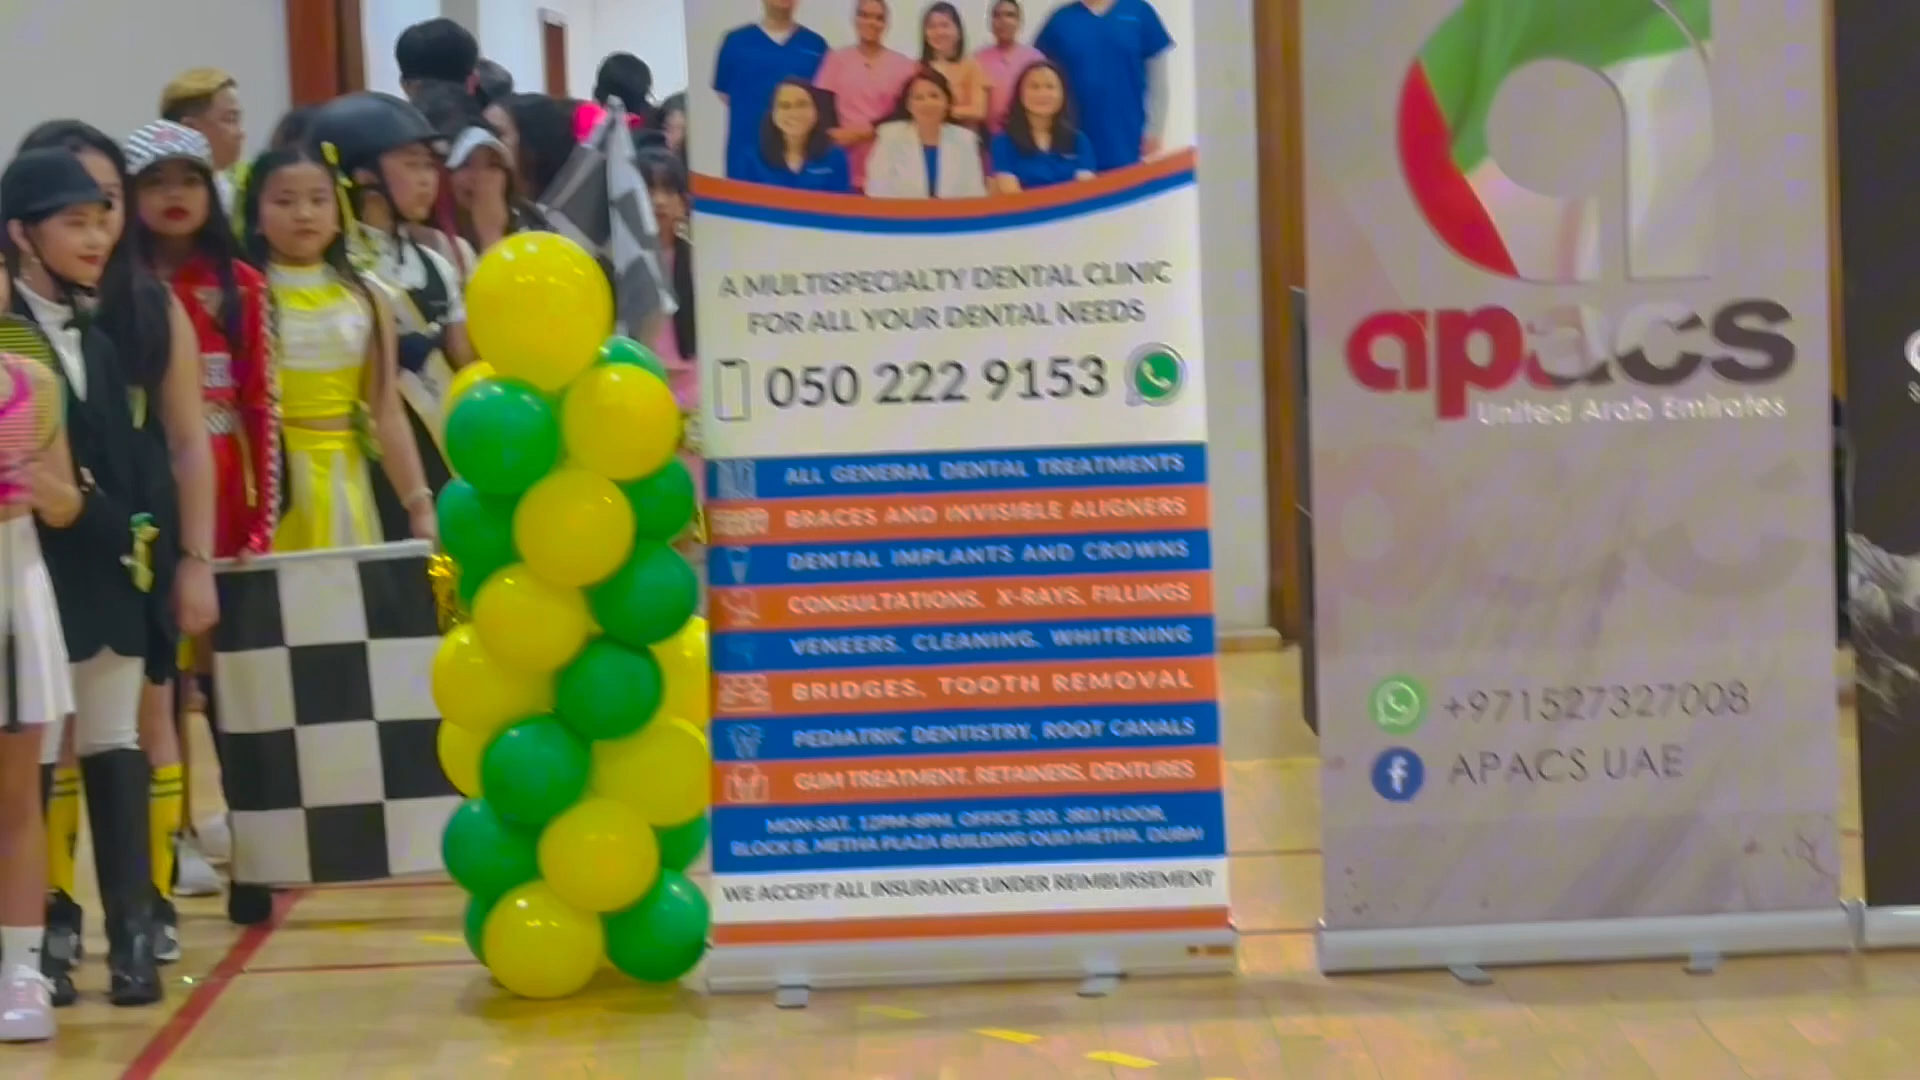 A MULTISPECIALTY DENTAL CLINIC
FOR ALL YOUR DENTAL NEEDS
050 222 9153
ALL GENERAL DENTAL TREATMENTS
BRACES AND INVISIBLE ALIGNERS
DENTAL IMPLANTS AND CROWNS
CONSULTATIONS, X-RAYS, FILLINGS
VENEERS, CLEANING, WHITENING
BRIDGES, TOOTH REMOVAL
PEDIATRIC DENTISTRY, ROOT CANALS
GUM TREATMENT, RETAINERS, DENTURES
MON-SAT, 12PM-8PM, OFFICE 303, 3RD FLOOR,
BLOCK B, METHA PLAZA BUILDING OUD METHA, DUBAI
WE ACCEPT ALL INSURANCE UNDER REIMBURSEMENT
apacs
United Arab Emirates
+971527327008
APACS UAE